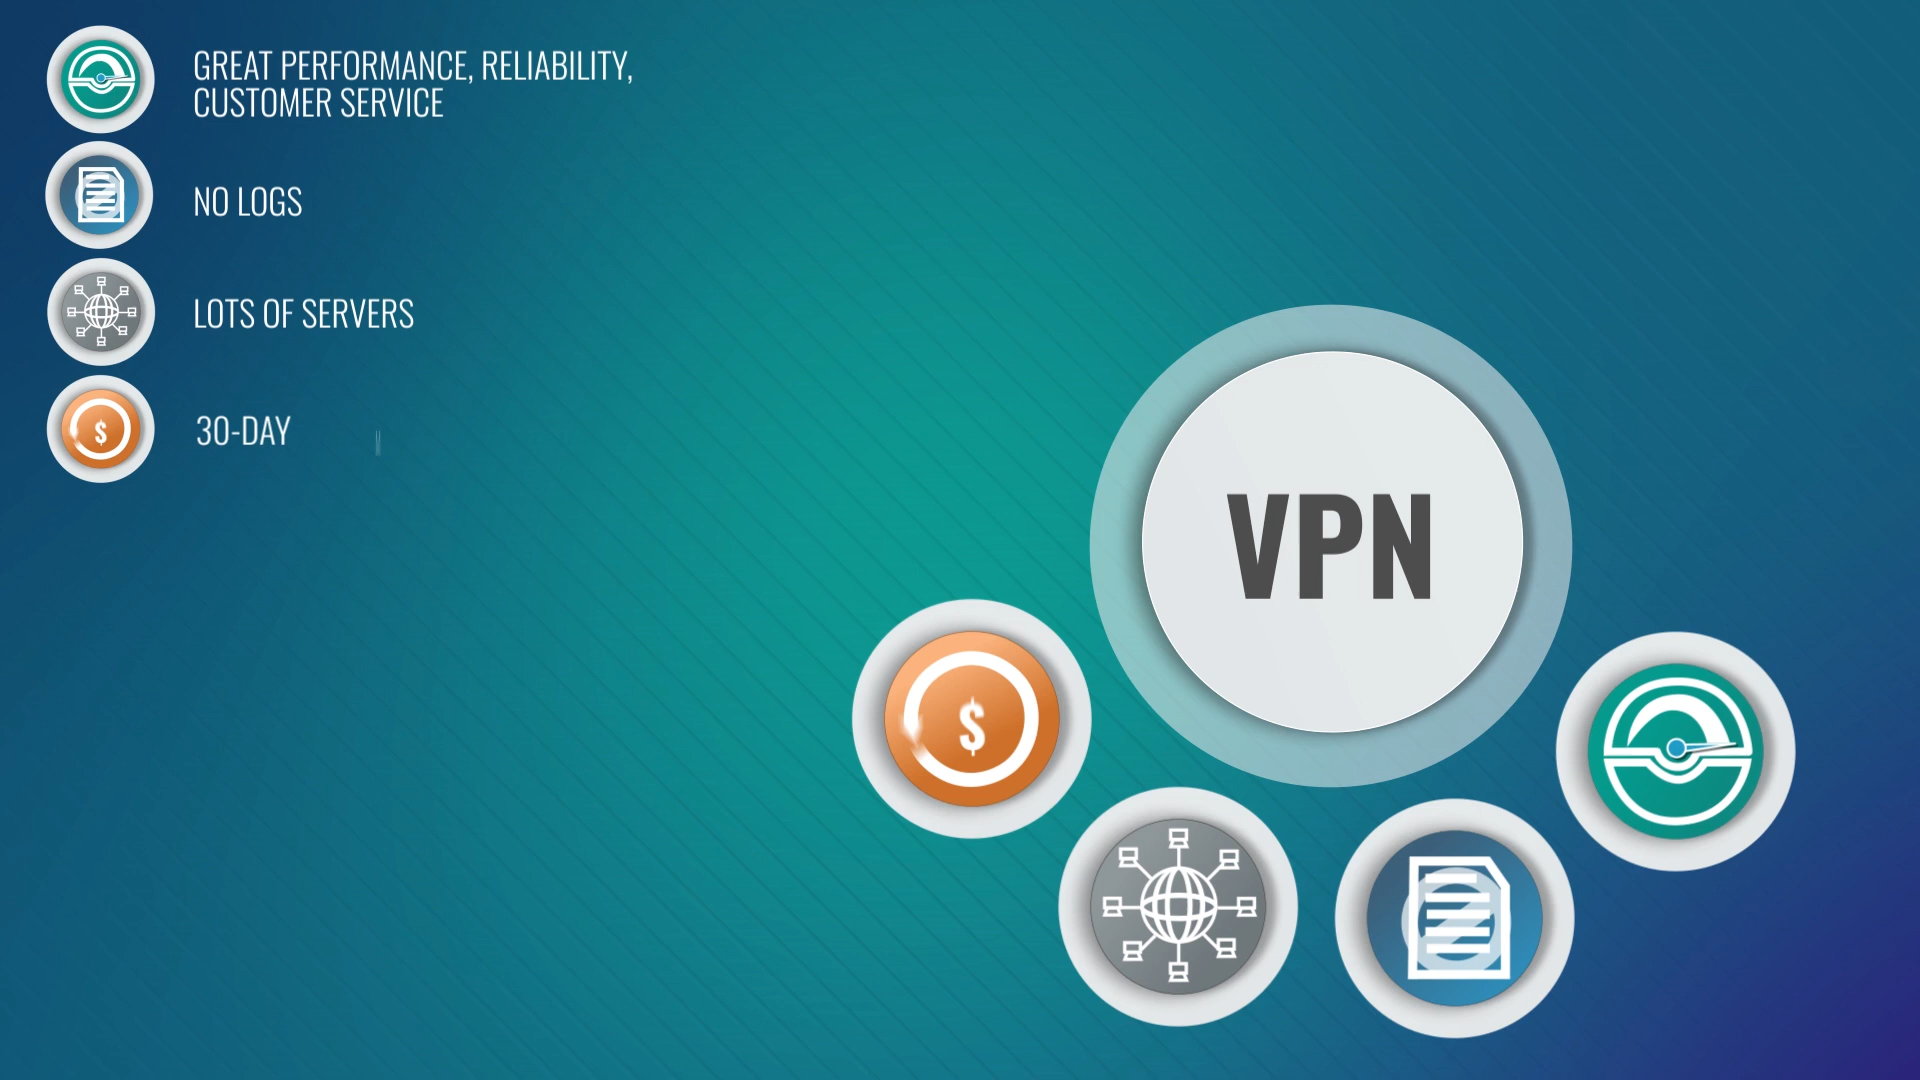 GREAT PERFORMANCE, RELIABILITY,
CUSTOMER SERVICE
NO LOGS
LOTS OF SERVERS
30-DAY
VPN
$
$